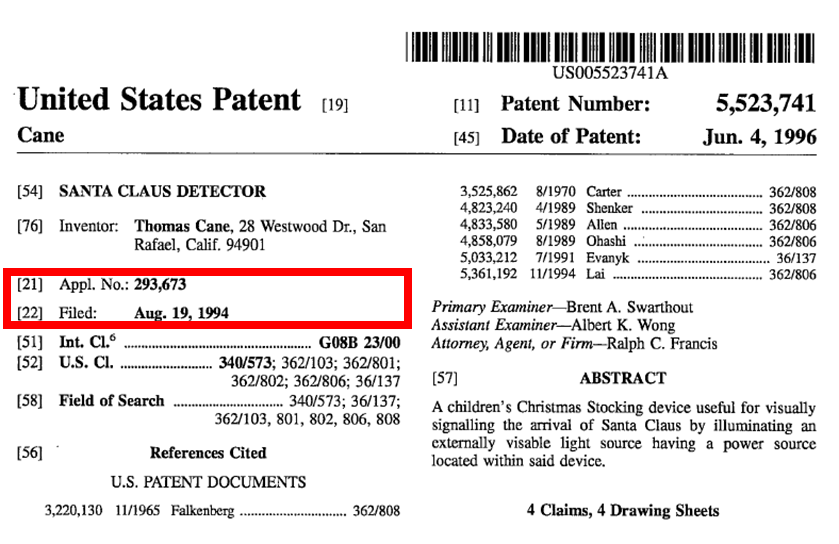 US005523741A
United States Patent [19]
Cane
[11] Patent Number: 5,523,741
[45] Date of Patent: Jun. 4, 1996
[54] SANTA CLAUS DETECTOR
[76] Inventor: Thomas Cane, 28 Westwood Dr., San
Rafael, Calif. 94901
[21] Appl. No.: 293,673
[22] Filed: Aug. 19, 1994
[51] Int. Cl.6 ........................................ G08B 23/00
[52] U.S. Cl. ........................ 340/573; 362/103; 362/801;
362/802; 362/806; 36/137
[58] Field of Search ........................ 340/573; 36/137;
362/103, 801, 802, 806, 808
[56] References Cited
U.S. PATENT DOCUMENTS
3,220,130 11/1965 Falkenberg ........................ 362/808
3,525,862 8/1970 Carter ........................ 362/808
4,823,240 4/1989 Shenker ........................ 362/808
4,833,580 5/1989 Allen ........................ 362/806
4,858,079 8/1989 Ohashi ........................ 362/806
5,033,212 7/1991 Evanyk ........................ 36/137
5,361,192 11/1994 Lai ........................ 362/806
Primary Examiner—Brent A. Swarthout
Assistant Examiner—Albert K. Wong
Attorney, Agent, or Firm—Ralph C. Francis
[57] ABSTRACT
A children's Christmas Stocking device useful for visually
signalling the arrival of Santa Claus by illuminating an
externally visable light source having a power source
located within said device.
4 Claims, 4 Drawing Sheets